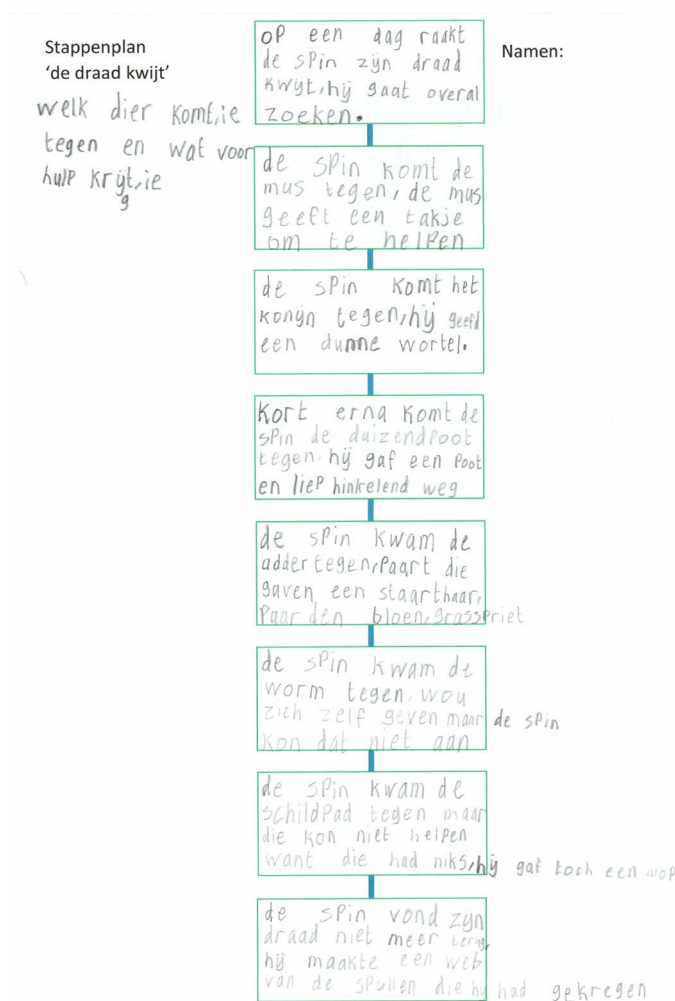 Stappenplan
‘de draad kwijt’
Namen:
welk dier komt,ie
tegen en wat voor
hulp krijt,ie
g
op een dag raakt
de spin zijn draad
kwijt,hij gaat overal
zoeken.
de spin komt de
mus tegen, de mus
geeft een takje
om te helpen
de spin komt het
konijn tegen,hij geefd
een dunne wortel.
kort erna komt de
spin de duizendpoot
tegen, hij gaf een poot
en liep hinkelend weg
de spin kwam de
adder tegen,paart die
gaven een staarthaar,
paarden bloen,grasspriet
de spin kwam de
worm tegen, wou
zich zelf geven maar de spin
kon dat niet aan
de spin kwam de
schildpad tegen maar
die kon niet helpen
want die had niks,hij gaf toch een mop
de spin vond zijn
draad niet meer terug,
hij maakte een web
van de spullen die hij had gekregen